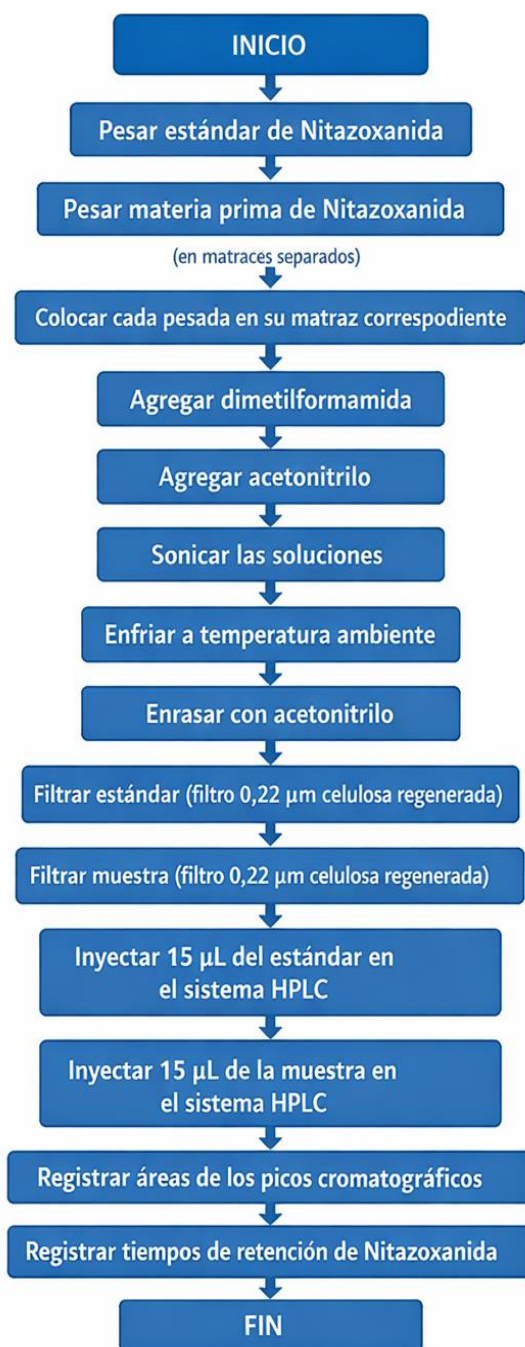 INICIO
Pesar estándar de Nitazoxanida
Pesar materia prima de Nitazoxanida
(en matraces separados)
Colocar cada pesada en su matraz correspodiente
Agregar dimetilformamida
Agregar acetonitrilo
Sonicar las soluciones
Enfriar a temperatura ambiente
Enrasar con acetonitrilo
Filtrar estándar (filtro 0,22 μm celulosa regenerada)
Filtrar muestra (filtro 0,22 μm celulosa regenerada)
Inyectar 15 μL del estándar en
el sistema HPLC
Inyectar 15 μL de la muestra en
el sistema HPLC
Registrar áreas de los picos cromatográficos
Registrar tiempos de retención de Nitazoxanida
FIN